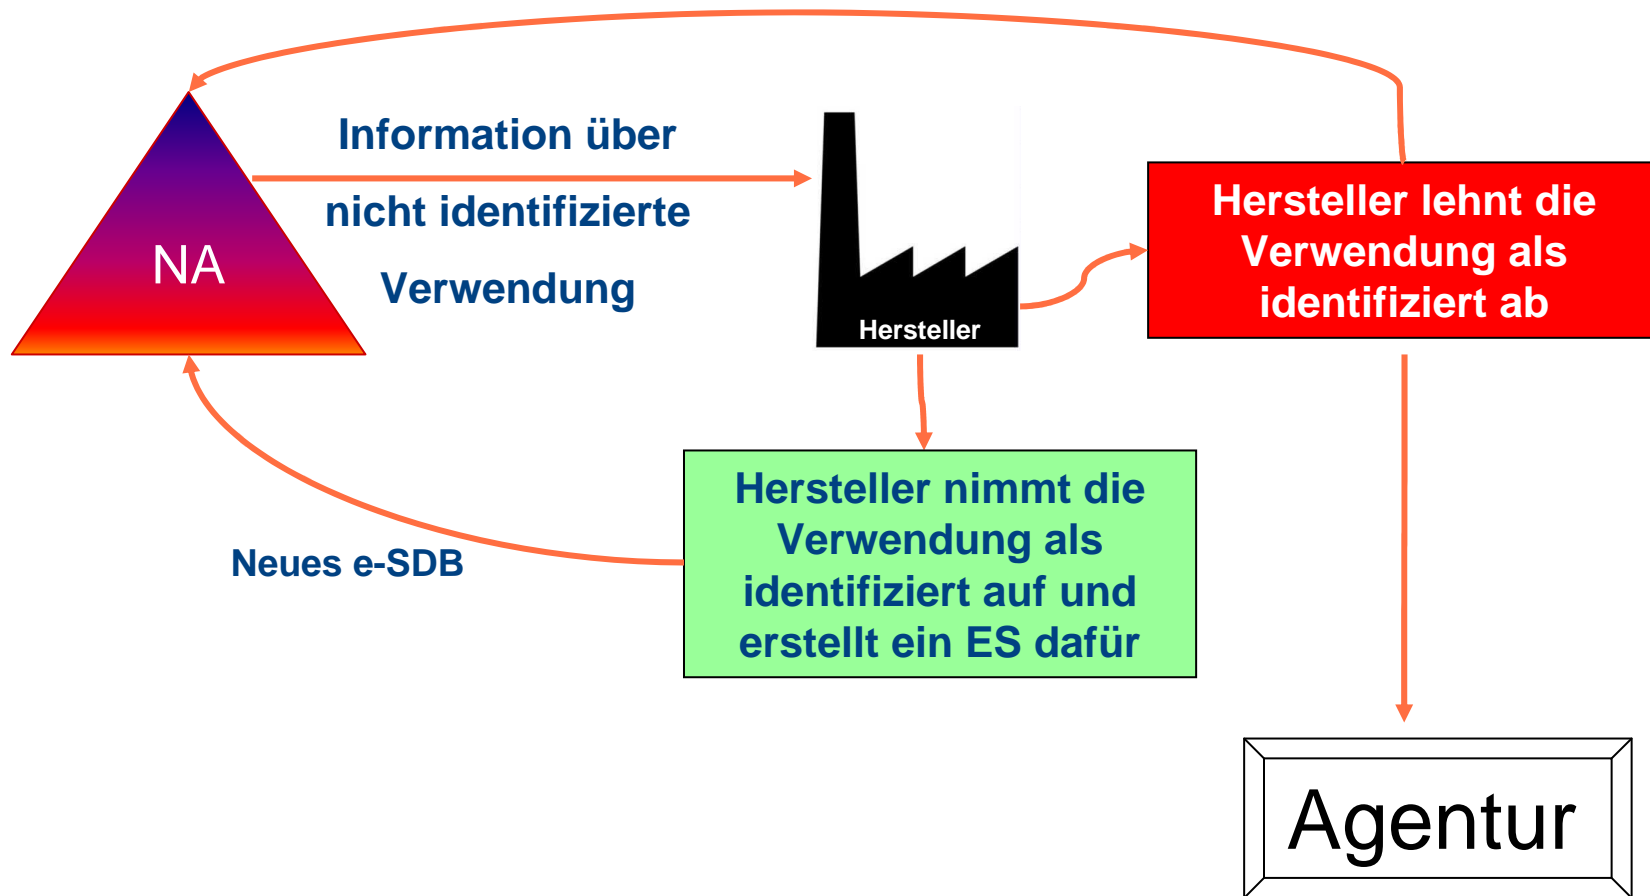 Information über
nicht identifizierte
Verwendung
NA
Hersteller
Hersteller lehnt die
Verwendung als
identifiziert ab
Hersteller nimmt die
Verwendung als
identifiziert auf und
erstellt ein ES dafür
Neues e-SDB
Agentur